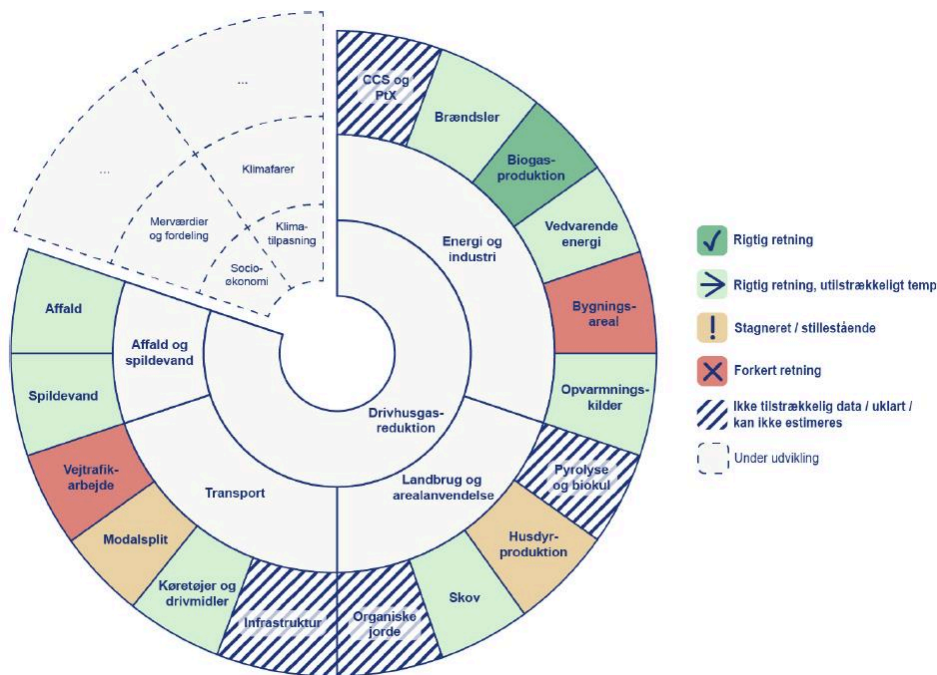 ...
...
Klimafarer
Merværdier
og fordeling
Klima-
tilpasning
Socio-
økonomi
CCS og
PtX
Brændsler
Biogas-
produktion
Vedvarende
energi
Bygnings-
areal
Opvarmnings-
kilder
Energi og
industri
Drivhusgas-
reduktion
Pyrolyse
og biokul
Husdyr-
produktion
Skov
Organiske
jorde
Landbrug og
arealanvendelse
Infrastruktur
Køretøjer og
drivmidler
Modalsplit
Vejtrafik-
arbejde
Transport
Spildevand
Affald
Affald og
spildevand
Rigtig retning
Rigtig retning, utilstrækkeligt temp
Stagneret / stillestående
Forkert retning
Ikke tilstrækkelig data / uklart /
kan ikke estimeres
Under udvikling